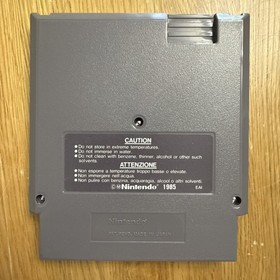 CAUTION
●Do not store in extreme temperatures.
●Do not immerse in water.
●Do not clean with benzene, thinner, alcohol or other such
solvents.
ATTENZIONE
●Non esporre a temperature troppo basse o elevate.
●Non immergere nell'acqua.
●Non pulire con benzina, acquaragia, alcool o altri solventi
©®Nintendo 1985 EAI
Nintendo